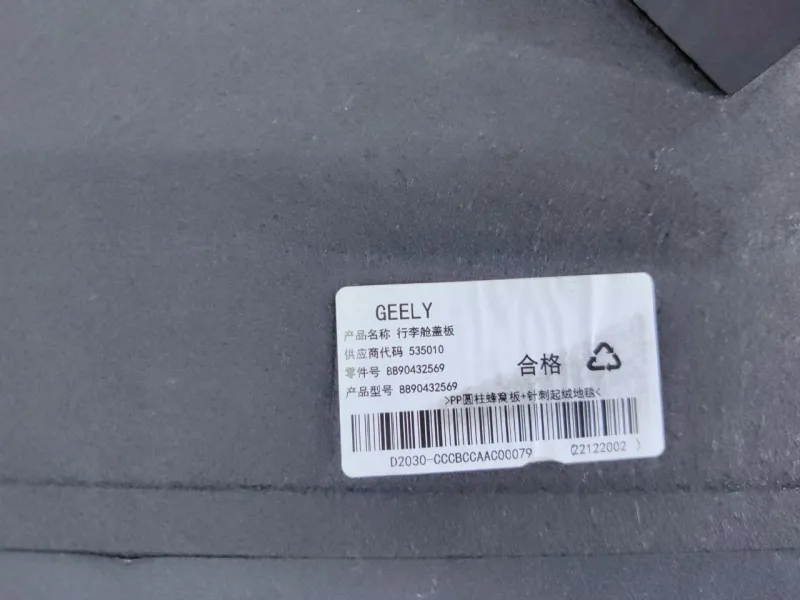 GEELY
产品名称 行李舱盖板
供应商代码 535010
零件号 8890432569
产品型号 8890432569
合格
>PP圆柱蜂窝板+针刺起绒地毯<
D2030-CCCBCCAAC00079 (22122002 )